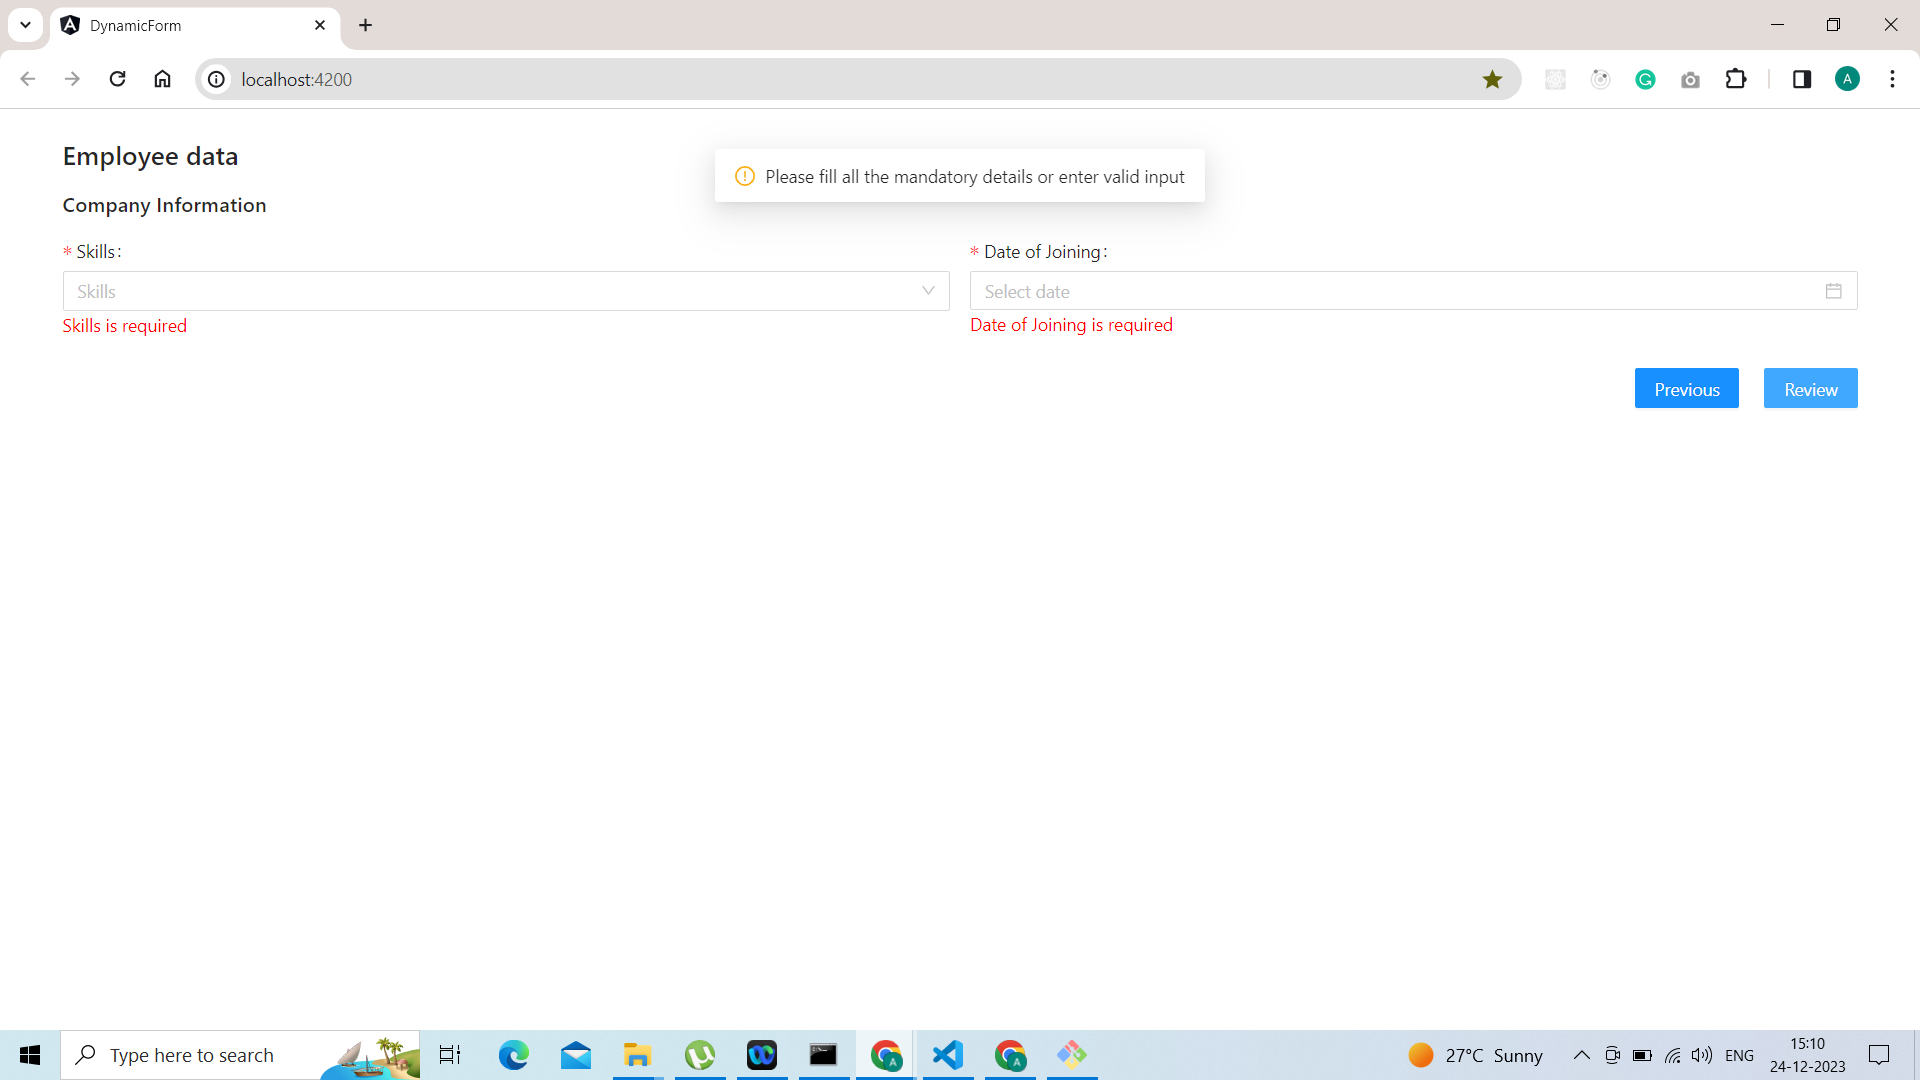 DynamicForm
localhost:4200
A
Employee data
Please fill all the mandatory details or enter valid input
Company Information
* Skills:
* Date of Joining:
Skills
Select date
Skills is required
Date of Joining is required
Previous
Review
Type here to search
27°C Sunny
ENG
15:10
24-12-2023